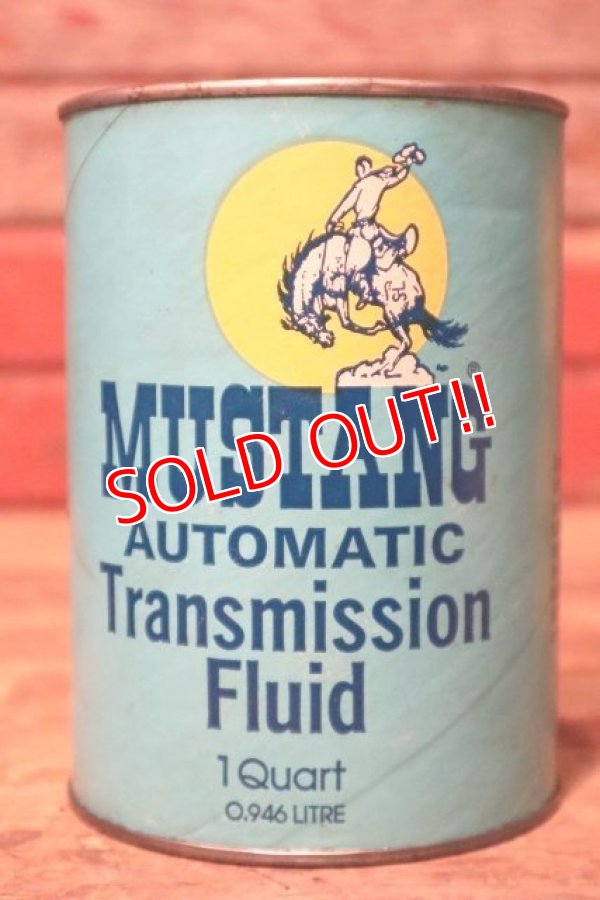 ®
MUSTANG
SOLD OUT!!
AUTOMATIC
Transmission
Fluid
1 Quart
0.946 LITRE